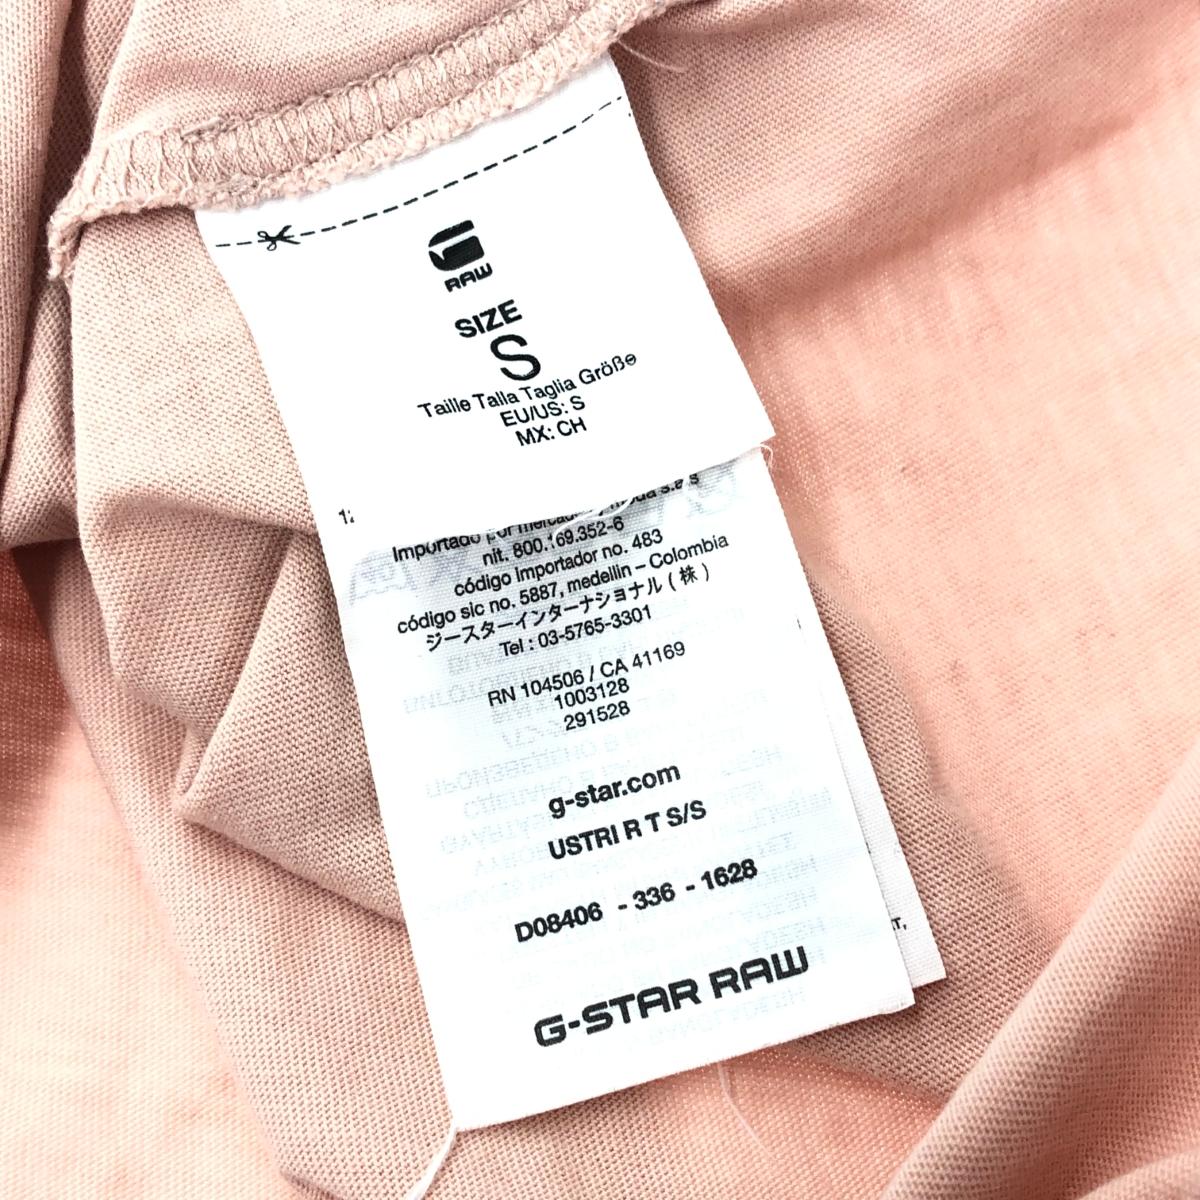 G
RAW
SIZE
S
Taille Talla Taglia Größe
EU/US: S
MX: CH
Importado por
nit. 800.169.352-6
código Importador no. 483
código sic no. 5887, medellin – Colombia
ジースターインターナショナル ( 株 )
Tel : 03-5765-3301
RN 104506 / CA 41169
1003128
291528
g-star.com
USTRI R T S/S
D08406 - 336 - 1628
G-STAR RAW